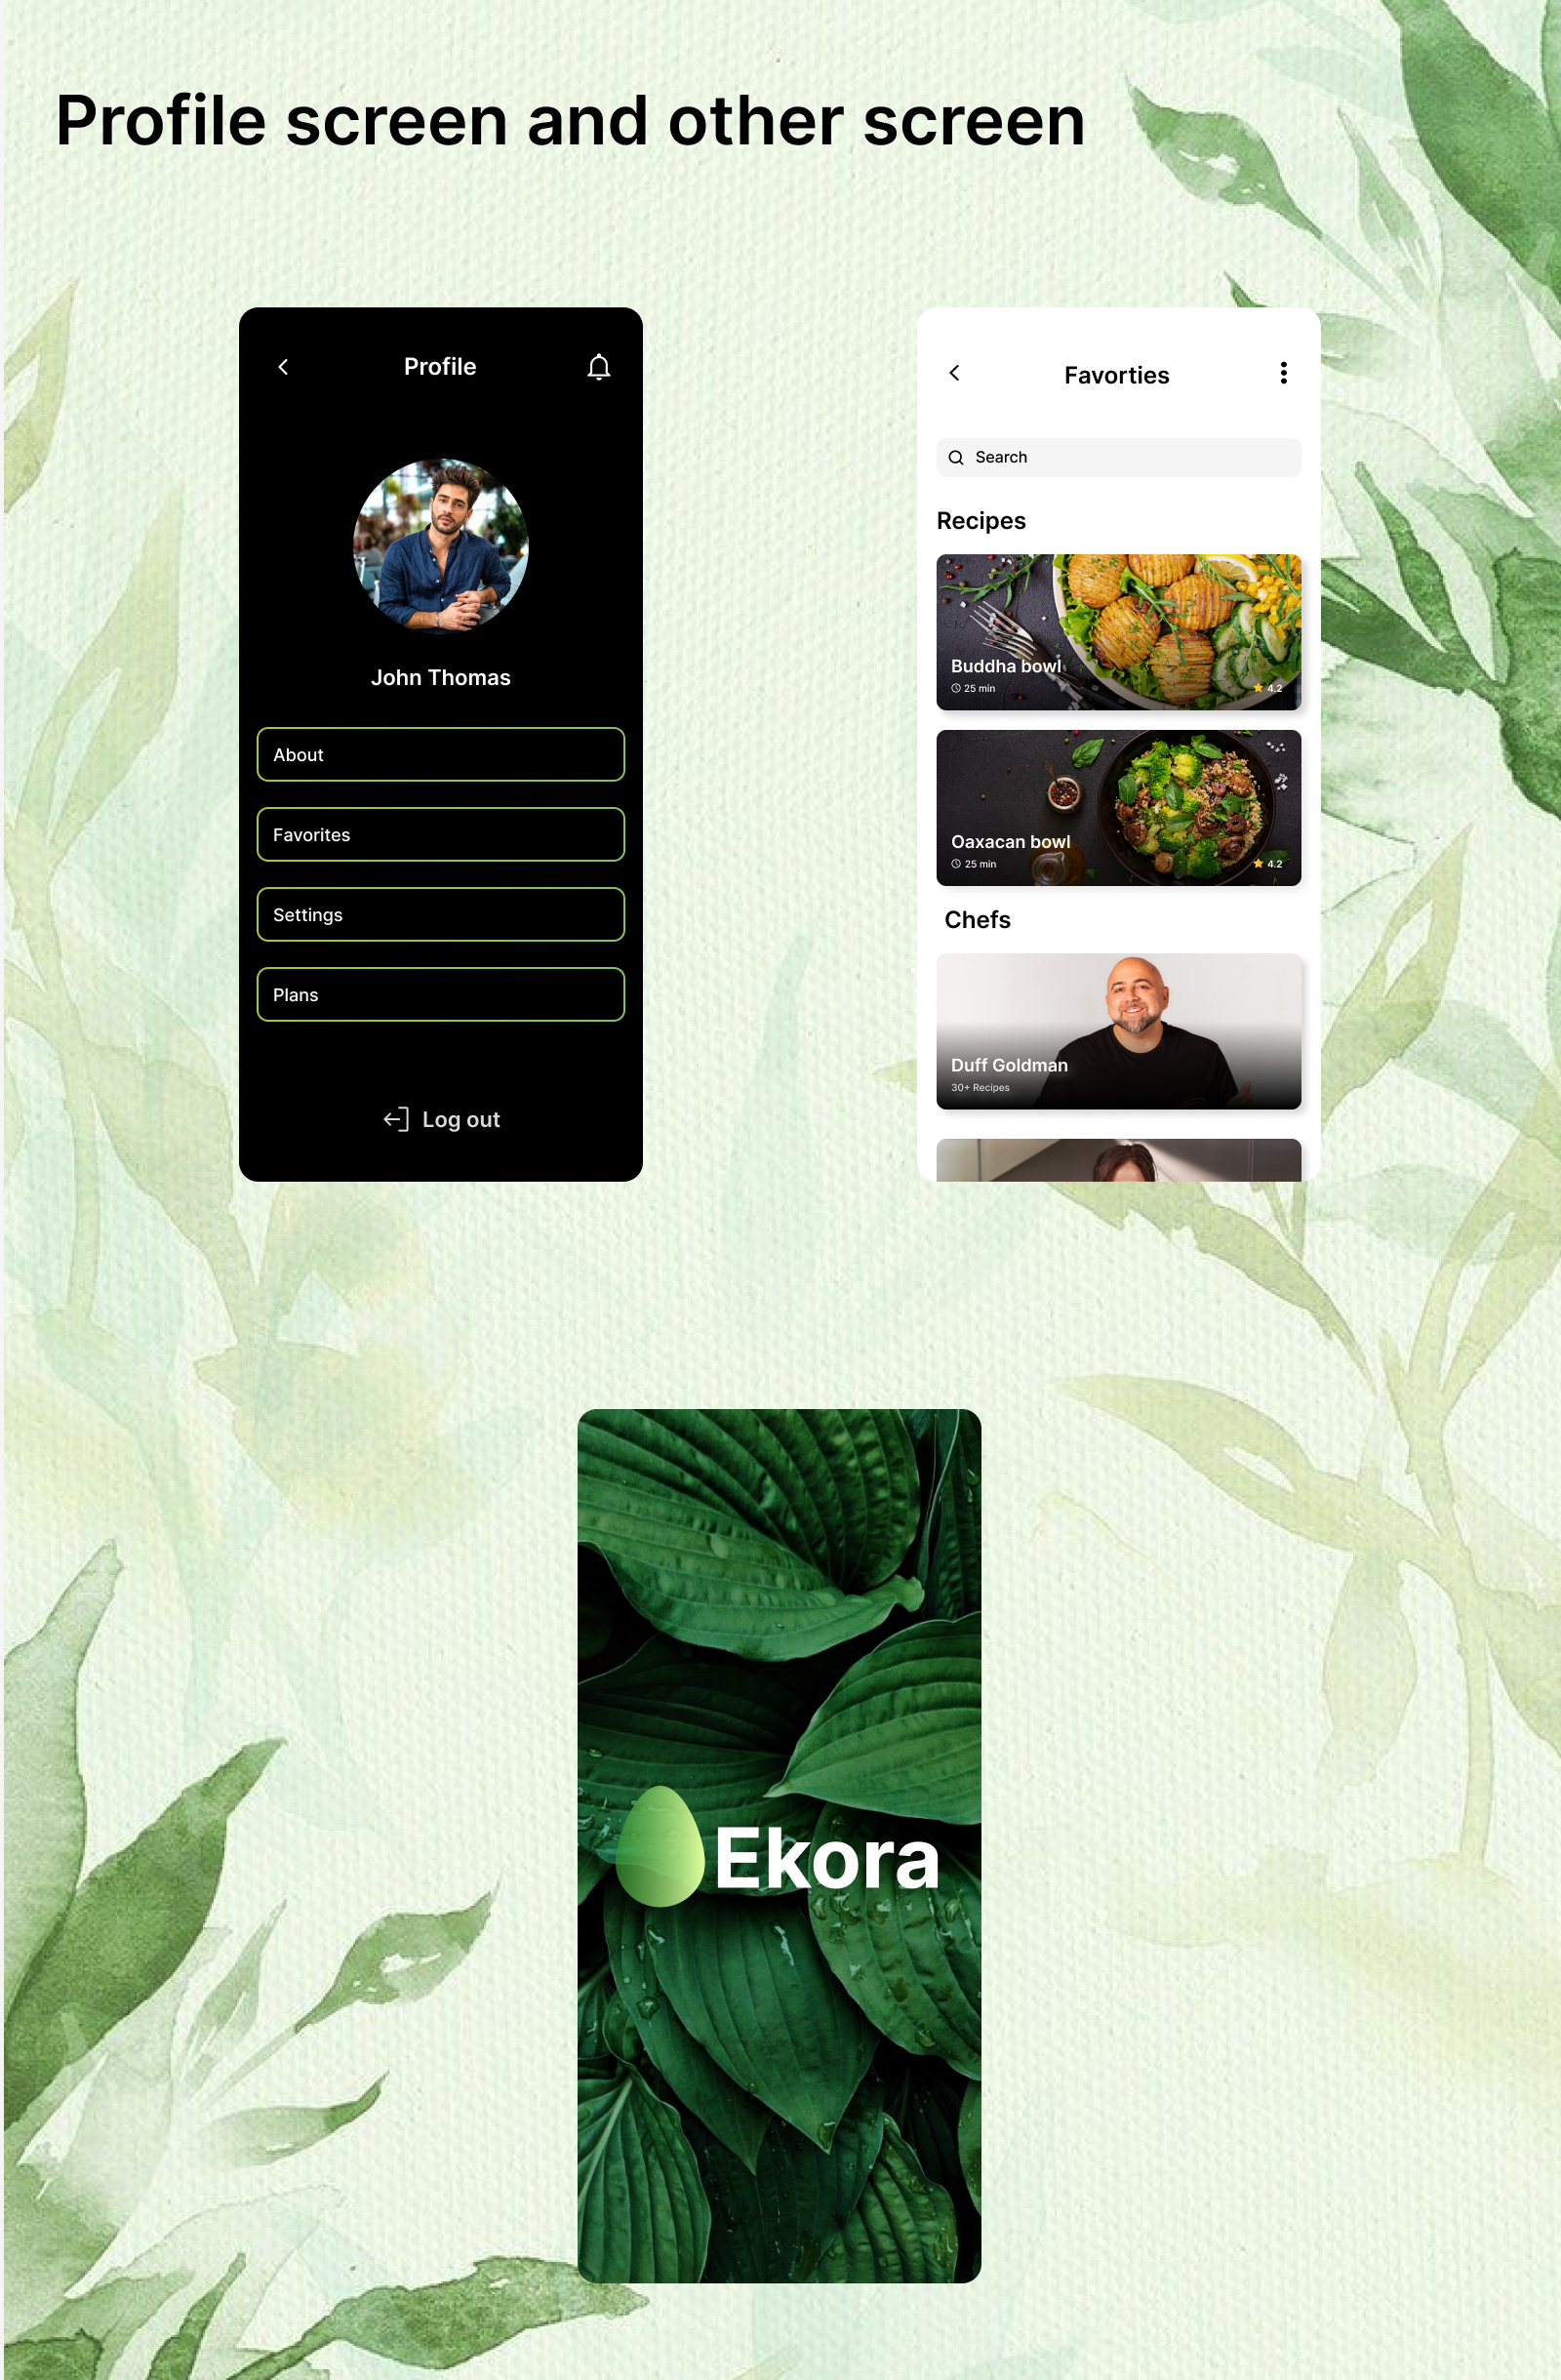 Profile screen and other screen
Profile
John Thomas
About
Favorites
Settings
Plans
Log out
Favorties
Search
Recipes
Buddha bowl
25 min
4.2
Oaxacan bowl
25 min
4.2
Chefs
Duff Goldman
30+ Recipes
Ekora